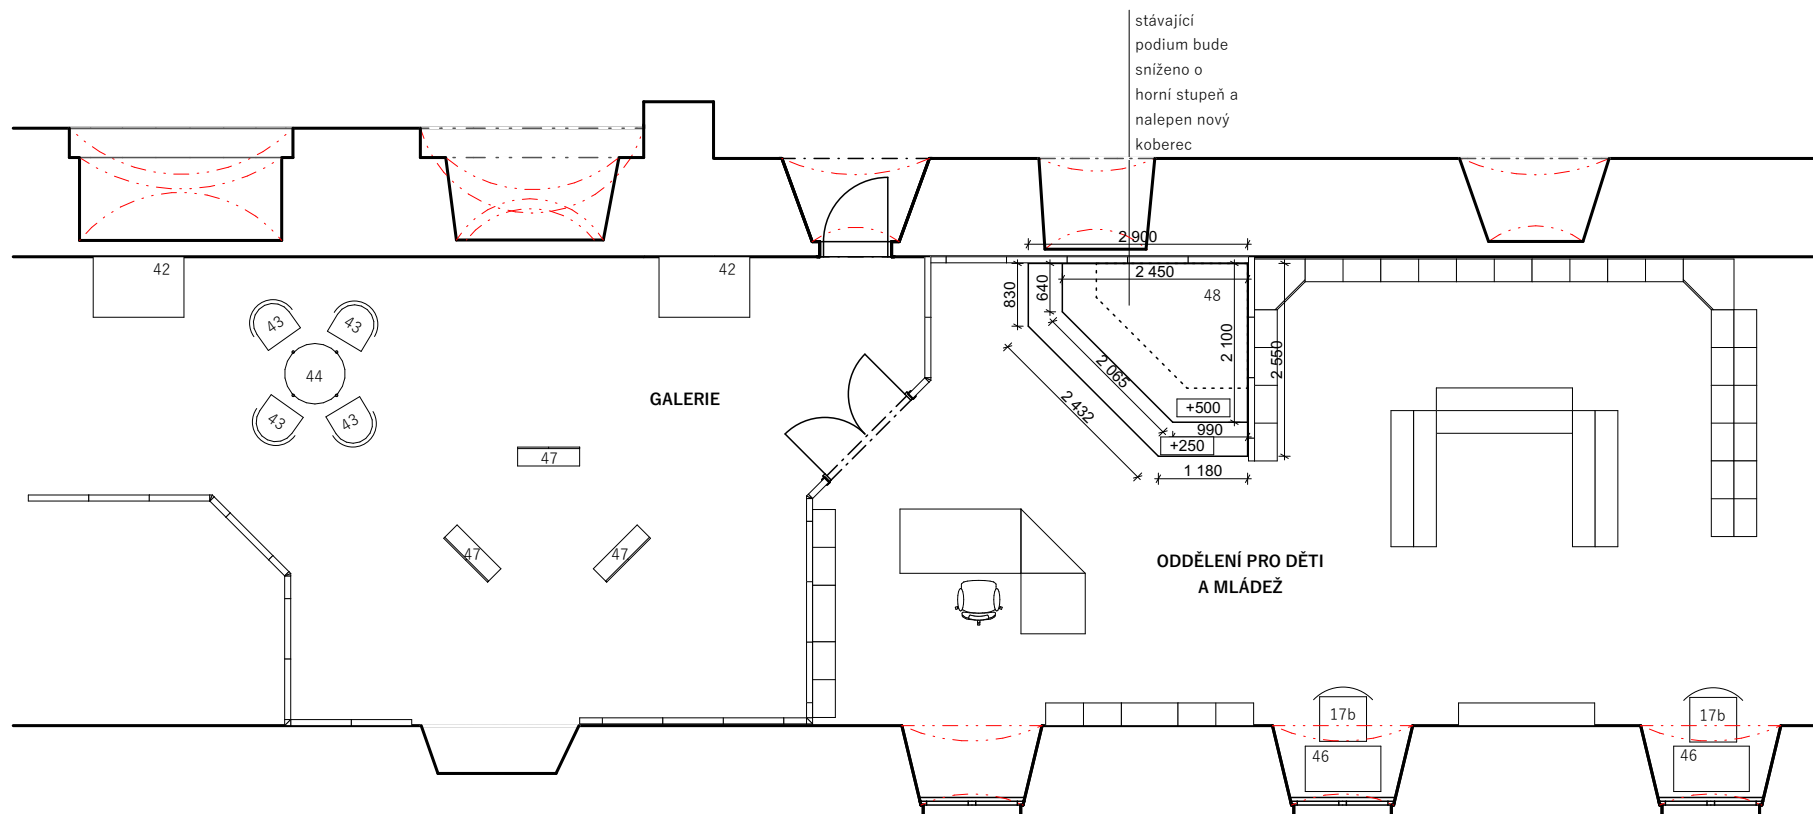 stávající
podium bude
sníženo o
horní stupeň a
nalepen nový
koberec
2 900
42
42
2 450
48
830
640
2 100
2 550
43
43
44
43
43
2 065
2 432
GALERIE
+500
990
+250
1 180
47
47
47
ODDĚLENÍ PRO DĚTI
A MLÁDEŽ
17b
17b
46
46